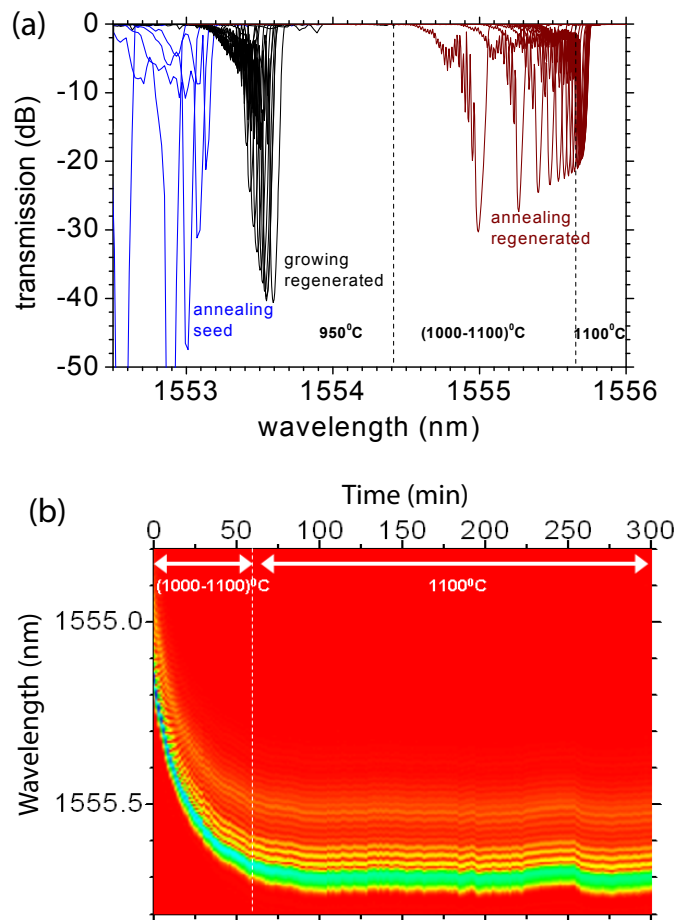 (a)
0
-10
-20
-30
-40
-50
transmission (dB)
annealing
seed
growing
regenerated
annealing
regenerated
950⁰C
(1000-1100)⁰C
1100⁰C
1553
1554
1555
1556
wavelength (nm)
(b)
Time (min)
0
50
100
150
200
250
300
(1000-1100)⁰C
1100⁰C
1555.0
1555.5
Wavelength (nm)